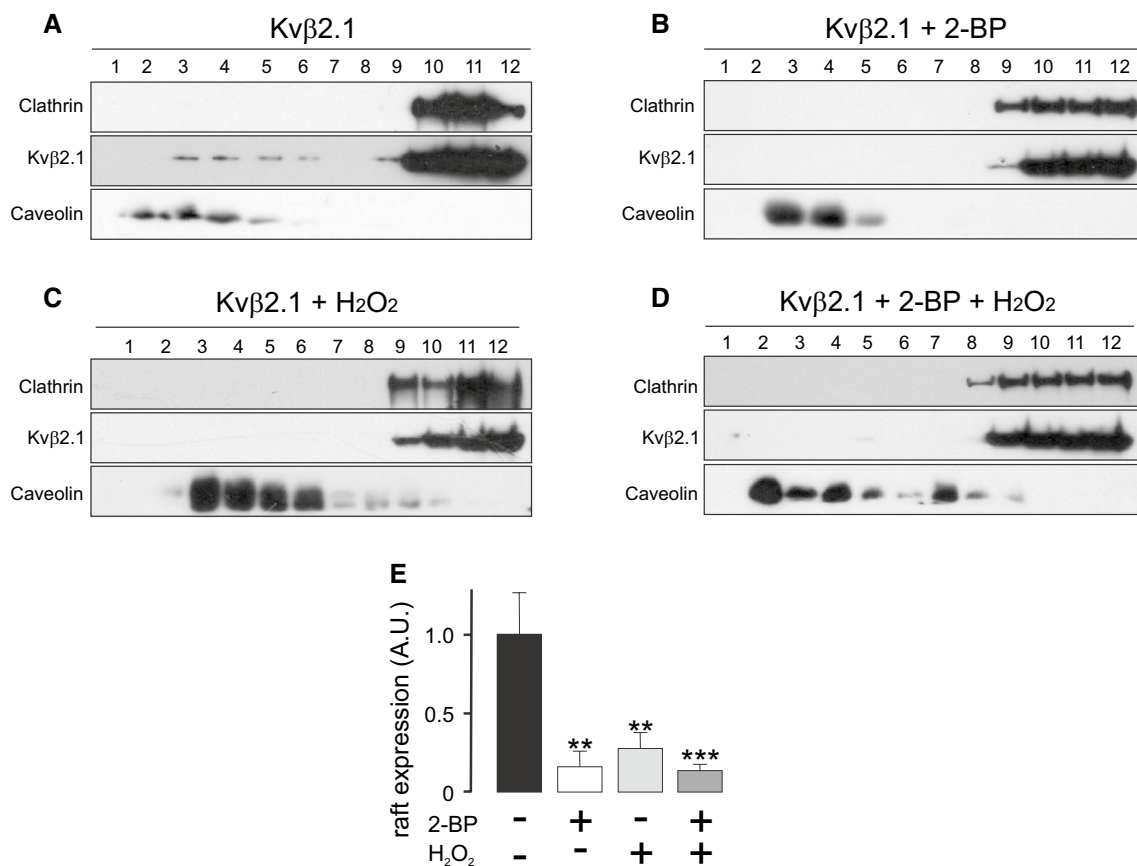 A
Kvβ2.1
1 2 3 4 5 6 7 8 9 10 11 12
Clathrin
Kvβ2.1
Caveolin
B
Kvβ2.1 + 2-BP
1 2 3 4 5 6 7 8 9 10 11 12
Clathrin
Kvβ2.1
Caveolin
C
Kvβ2.1 + H₂O₂
1 2 3 4 5 6 7 8 9 10 11 12
Clathrin
Kvβ2.1
Caveolin
D
Kvβ2.1 + 2-BP + H₂O₂
1 2 3 4 5 6 7 8 9 10 11 12
Clathrin
Kvβ2.1
Caveolin
E
raft expression (A.U.)
1.0
0.5
0
** ** ***
2-BP - + - +
H₂O₂ - - + +